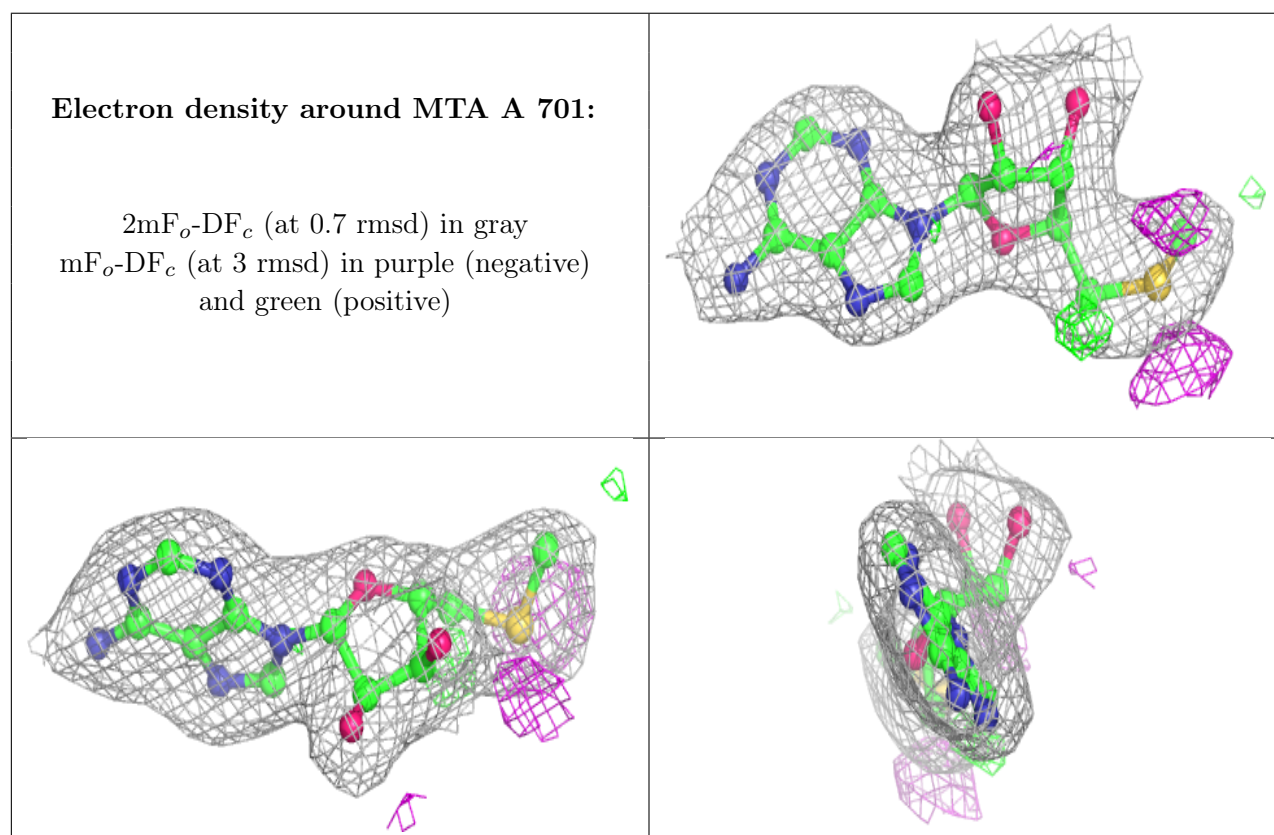 Electron density around MTA A 701:
2mFₒ-DF𝒸 (at 0.7 rmsd) in gray
mFₒ-DF𝒸 (at 3 rmsd) in purple (negative)
and green (positive)